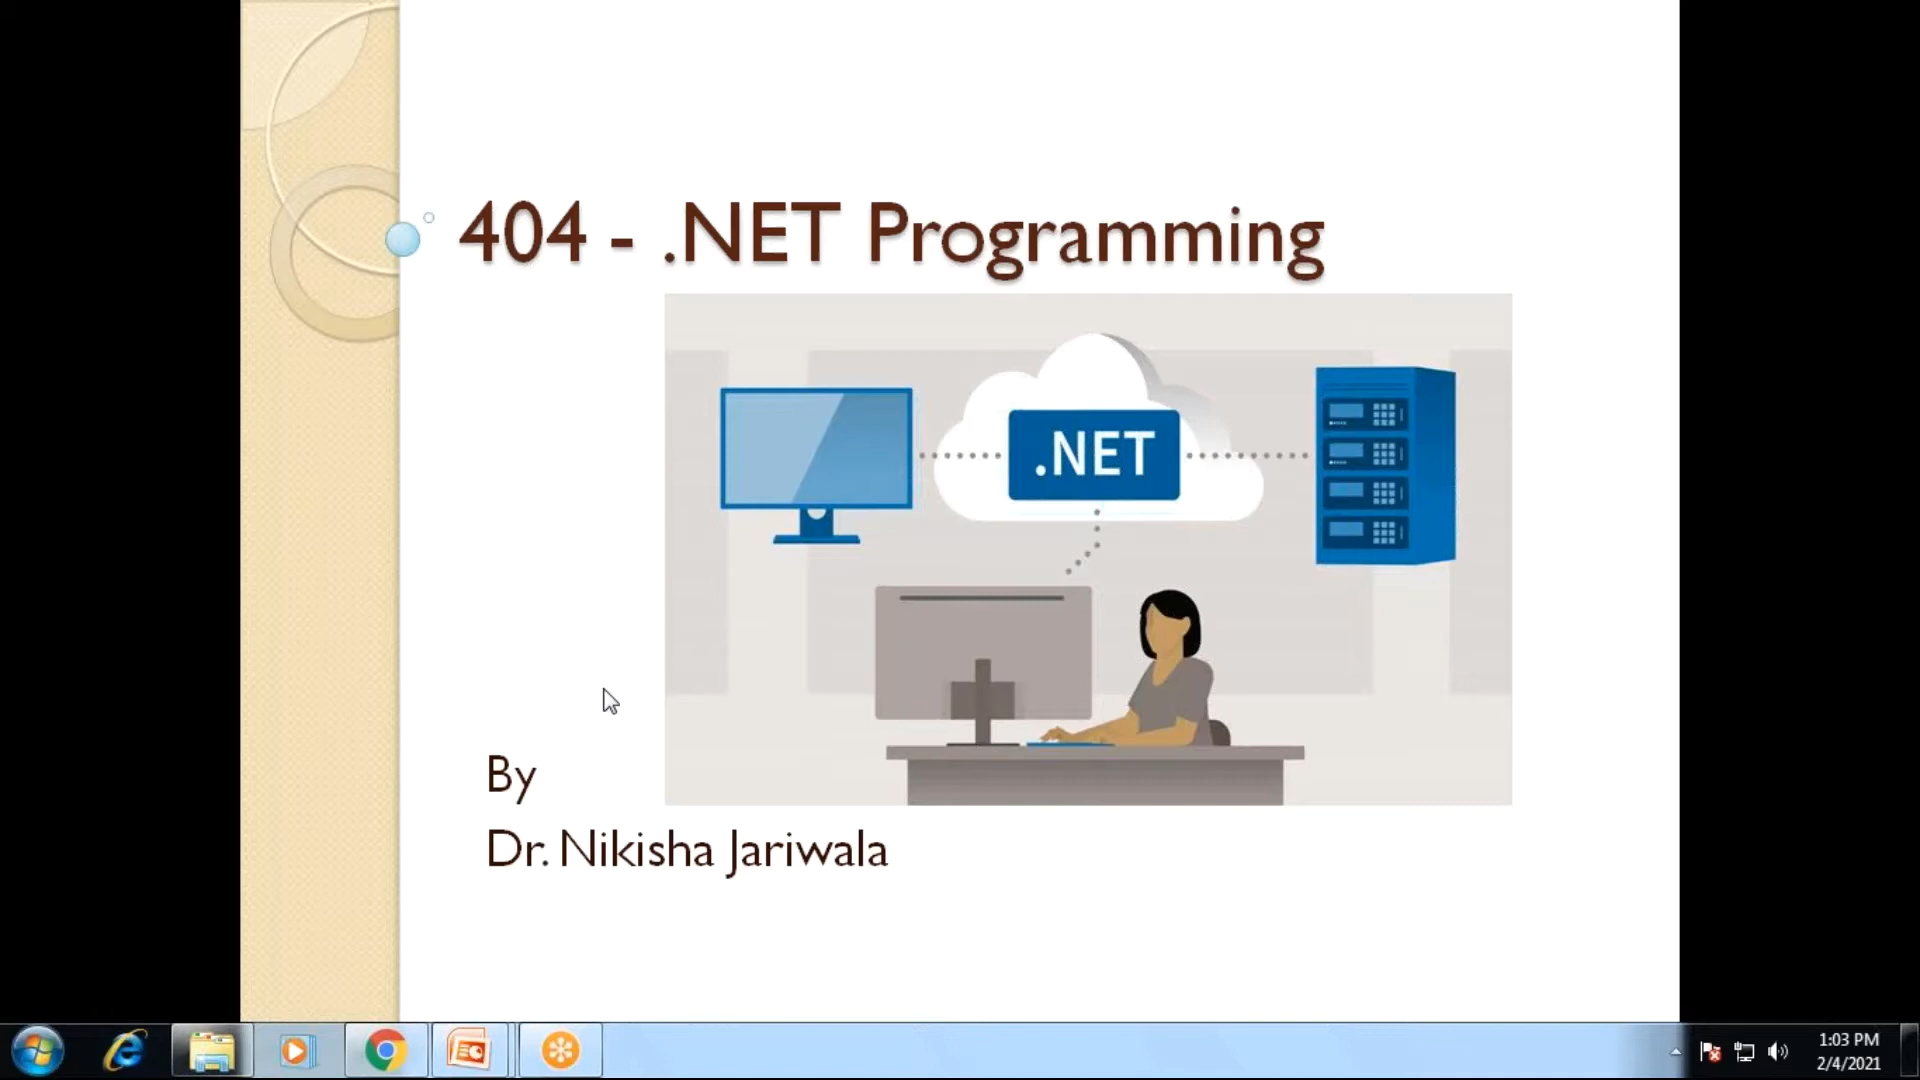 404 - .NET Programming
.NET
By
Dr. Nikisha Jariwala
1:03 PM
2/4/2021